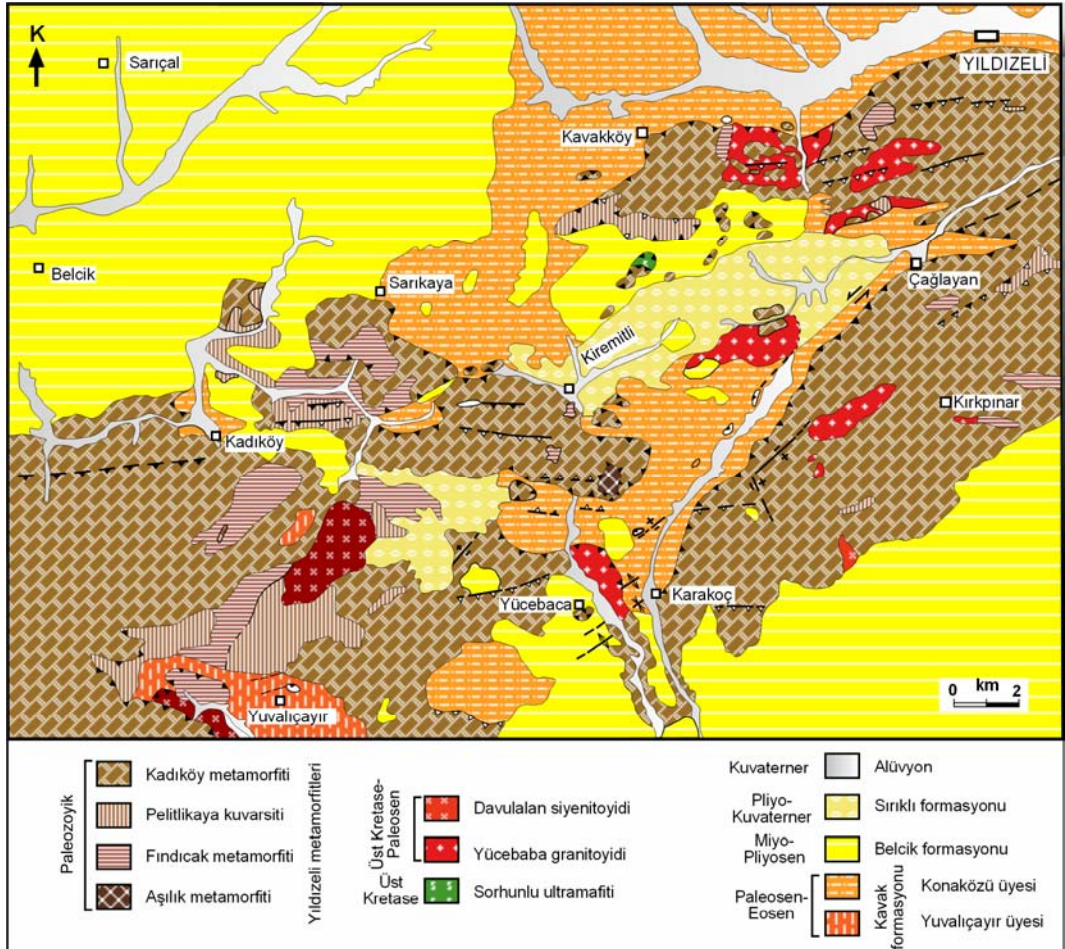 K
Sarıçal
YILDIZELİ
Kavakköy
Belcik
Sarıkaya
Çağlayan
Kiremitli
Kırkpınar
Kadıköy
Yücebaca
Karakoç
Yuvalıçayır
0 km 2
Paleozoyik
Kadıköy metamorfiti
Pelitlikaya kuvarsiti
Fındıcak metamorfiti
Aşılık metamorfiti
Yıldızeli metamorfitleri
Üst Kretase-
Paleosen
Davulalan siyenitoyidi
Yücebaba granitoyidi
Üst
Kretase
Sorhunlu ultramafiti
Kuvaterner
Alüvyon
Pliyo-
Kuvaterner
Sırıklı formasyonu
Miyo-
Pliyosen
Belcik formasyonu
Paleosen-
Eosen
Kavak
formasyonu
Konaközü üyesi
Yuvalıçayır üyesi